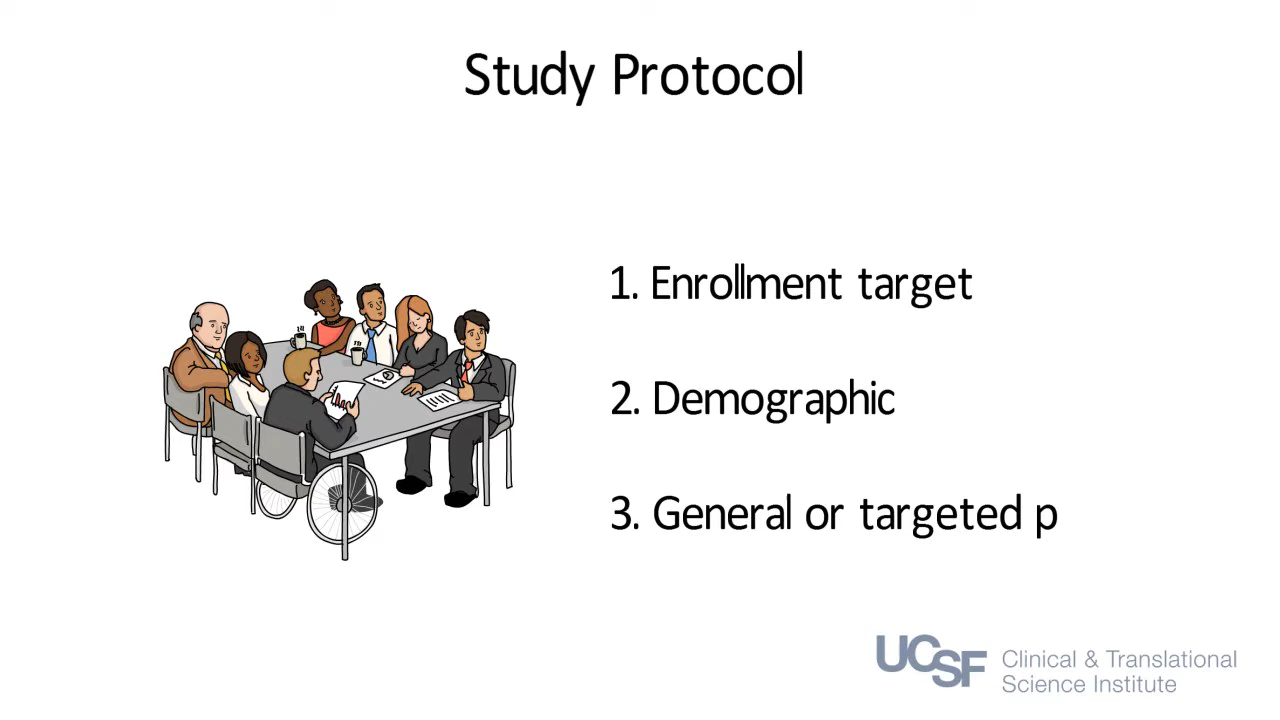 Study Protocol
1. Enrollment target
2. Demographic
3. General or targeted p
UCSF Clinical & Translational
Science Institute